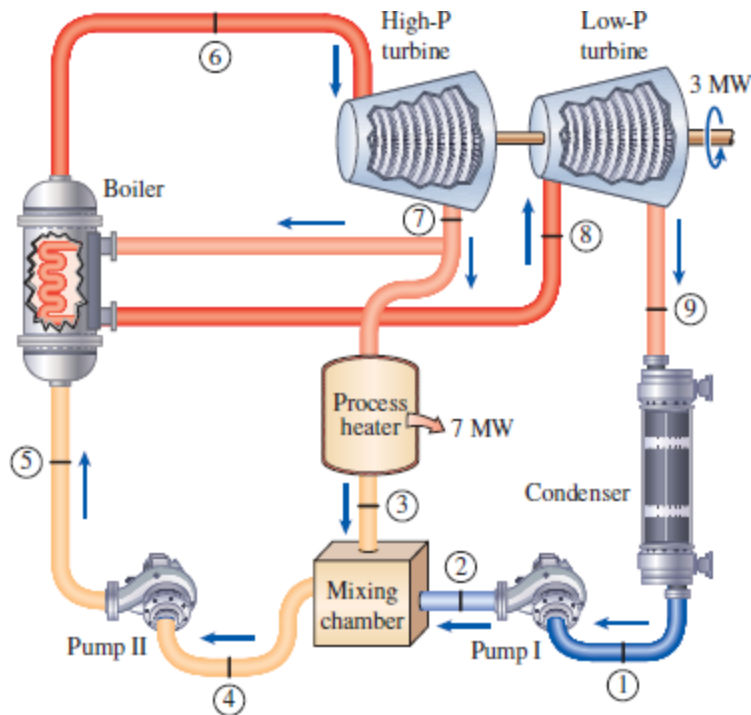 High-P
turbine
Low-P
turbine
3 MW
6
Boiler
7
8
9
Process
heater
7 MW
5
3
Condenser
2
Mixing
chamber
Pump II
Pump I
4
1